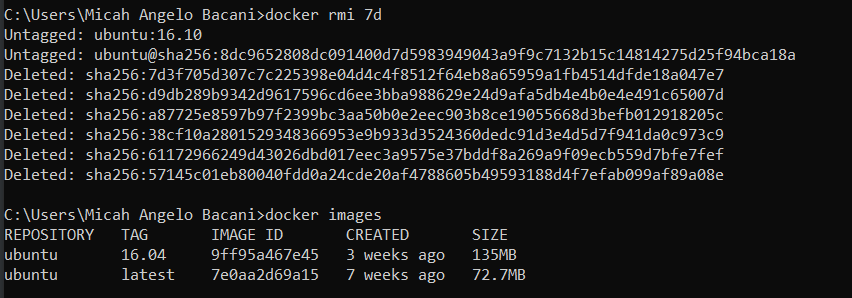 C:\Users\Micah Angelo Bacani>docker rmi 7d
Untagged: ubuntu:16.10
Untagged: ubuntu@sha256:8dc9652808dc091400d7d5983949043a9f9c7132b15c14814275d25f94bca18a
Deleted: sha256:7d3f705d307c7c225398e04d4c4f8512f64eb8a65959a1fb4514dfde18a047e7
Deleted: sha256:d9db289b9342d9617596cd6ee3bba988629e24d9afa5db4e4b0e4e491c65007d
Deleted: sha256:a87725e8597b97f2399bc3aa50b0e2eec903b8ce19055668d3befb012918205c
Deleted: sha256:38cf10a2801529348366953e9b933d3524360dedc91d3e4d5d7f941da0c973c9
Deleted: sha256:61172966249d43026dbd017eec3a9575e37bddf8a269a9f09ecb559d7bfe7fef
Deleted: sha256:57145c01eb80040fdd0a24cde20af4788605b49593188d4f7efab099af89a08e
C:\Users\Micah Angelo Bacani>docker images
REPOSITORY TAG IMAGE ID CREATED SIZE
ubuntu 16.04 9ff95a467e45 3 weeks ago 135MB
ubuntu latest 7e0aa2d69a15 7 weeks ago 72.7MB